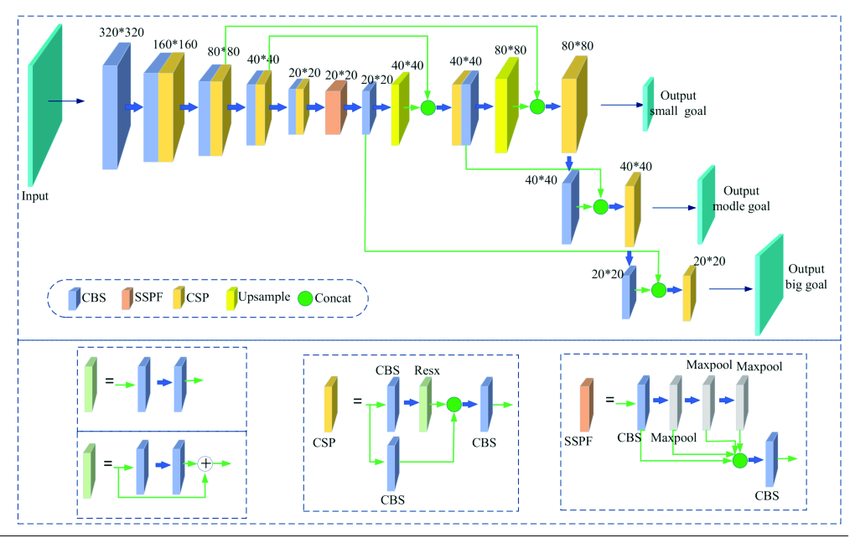 320*320
160*160
80*80
40*40
20*20
20*20
20*20
40*40
40*40
80*80
80*80
Output
small goal
Input
40*40
40*40
Output
modle goal
20*20
20*20
Output
big goal
CBS
SSPF
CSP
Upsample
Concat
=
=
+
CSP
=
CBS
Resx
CBS
CBS
SSPF
=
CBS
Maxpool
Maxpool
Maxpool
CBS